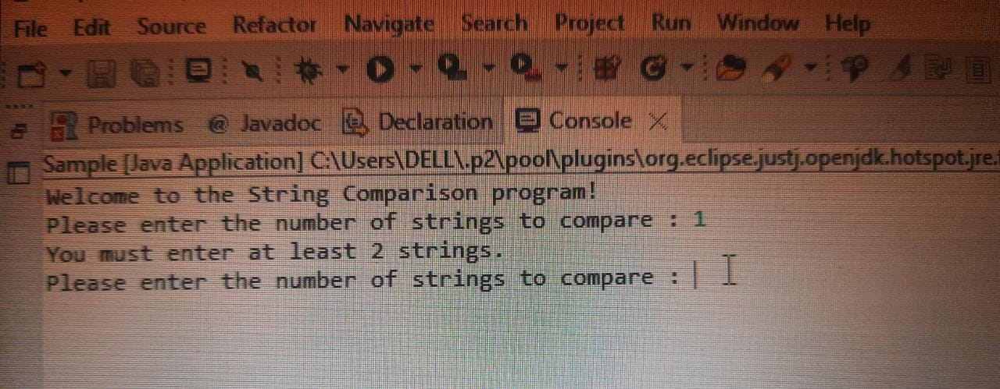 File Edit Source Refactor Navigate Search Project Run Window Help
Problems @ Javadoc Declaration Console
Sample [Java Application] C:\Users\DELL\.p2\pool\plugins\org.eclipse.justj.openjdk.hotspot.jre.
Welcome to the String Comparison program!
Please enter the number of strings to compare : 1
You must enter at least 2 strings.
Please enter the number of strings to compare :